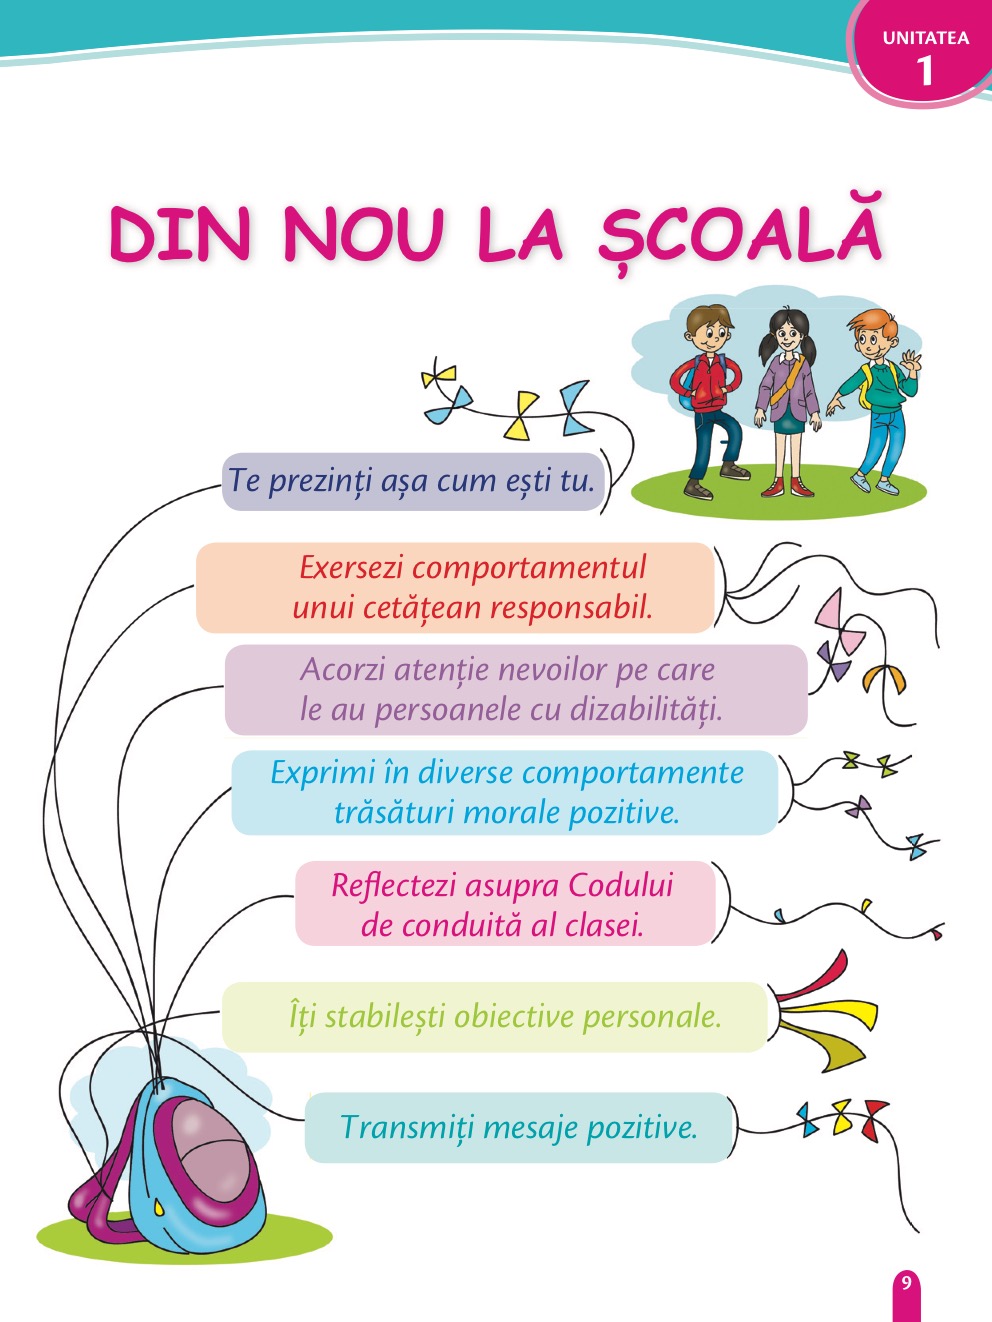 UNITATEA
1
DIN NOU LA ȘCOALĂ
Te prezinți așa cum ești tu.
Exersezi comportamentul
unui cetățean responsabil.
Acorzi atenție nevoilor pe care
le au persoanele cu dizabilități.
Exprimi în diverse comportamente
trăsături morale pozitive.
Reflectezi asupra Codului
de conduită al clasei.
Îți stabilești obiective personale.
Transmiți mesaje pozitive.
9